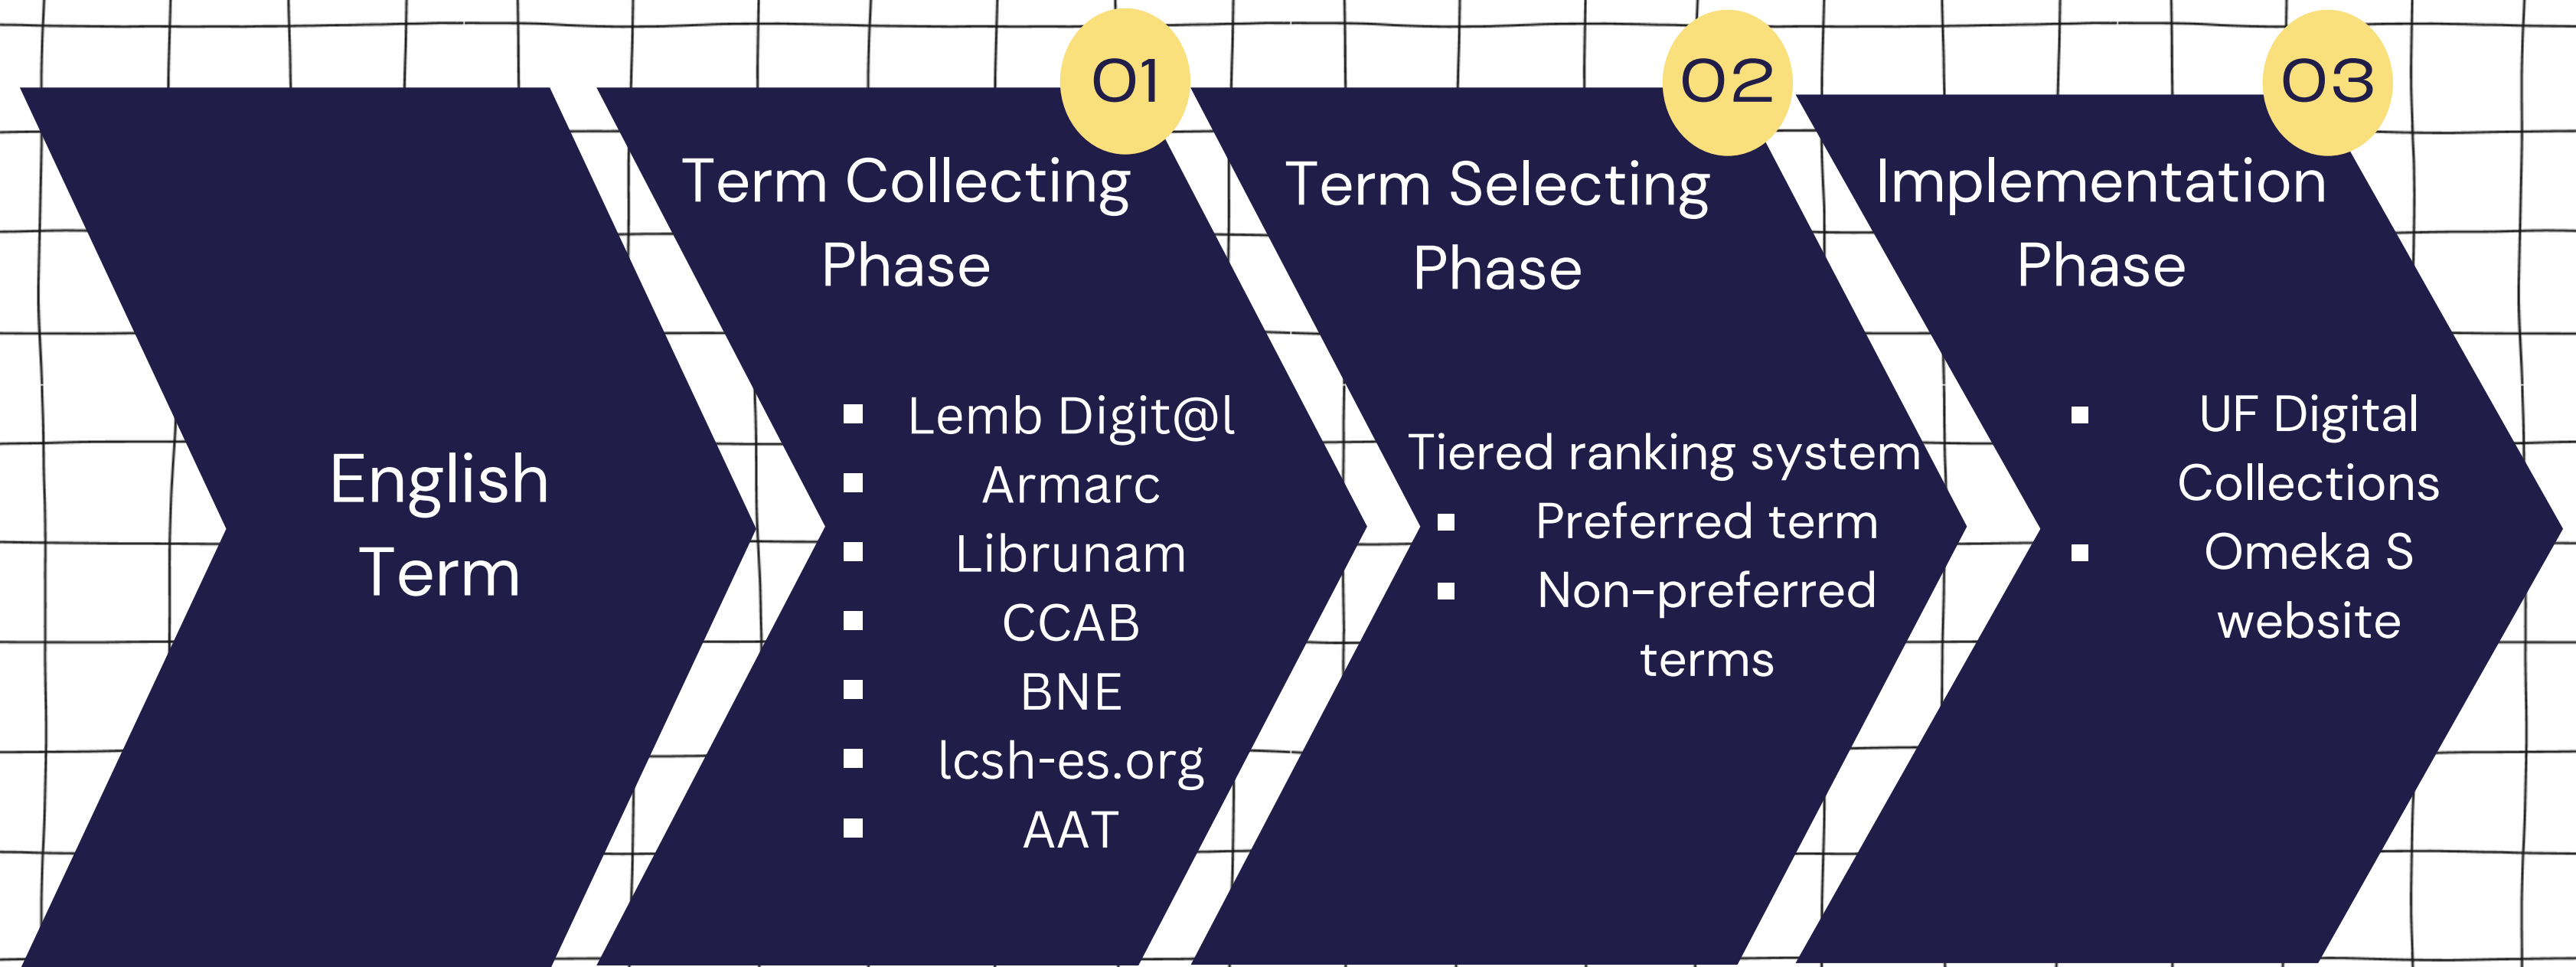 English
Term
01
Term Collecting
Phase
Lemb Digit@l
Armarc
Librunam
CCAB
BNE
lcsh-es.org
AAT
02
Term Selecting
Phase
Tiered ranking system
Preferred term
Non-preferred
terms
03
Implementation
Phase
UF Digital
Collections
Omeka S
website